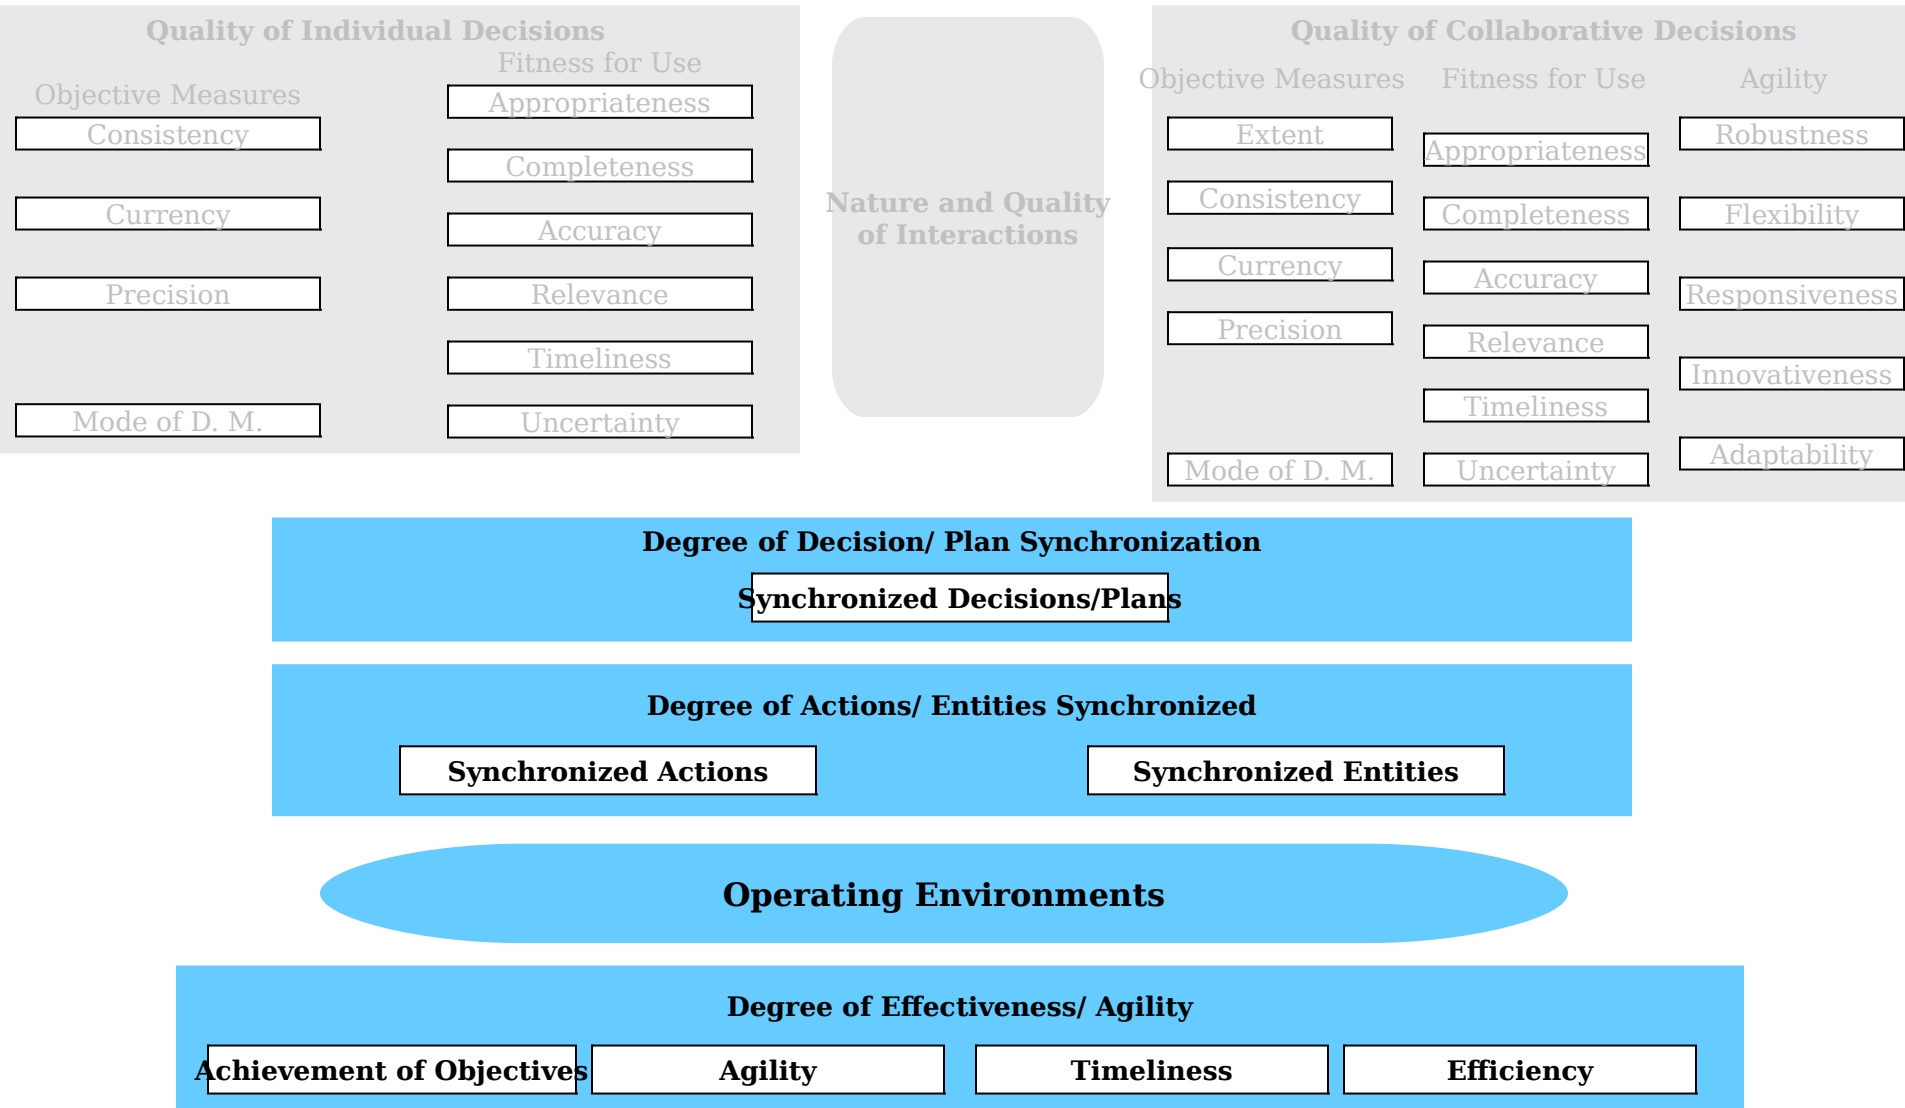 Quality of Individual Decisions
Objective Measures
Consistency
Currency
Precision
Mode of D. M.
Fitness for Use
Appropriateness
Completeness
Accuracy
Relevance
Timeliness
Uncertainty
Nature and Quality
of Interactions
Quality of Collaborative Decisions
Objective Measures
Extent
Consistency
Currency
Precision
Mode of D. M.
Fitness for Use
Appropriateness
Completeness
Accuracy
Relevance
Timeliness
Uncertainty
Agility
Robustness
Flexibility
Responsiveness
Innovativeness
Adaptability
Degree of Decision/ Plan Synchronization
Synchronized Decisions/Plans
Degree of Actions/ Entities Synchronized
Synchronized Actions
Synchronized Entities
Operating Environments
Degree of Effectiveness/ Agility
Achievement of Objectives
Agility
Timeliness
Efficiency